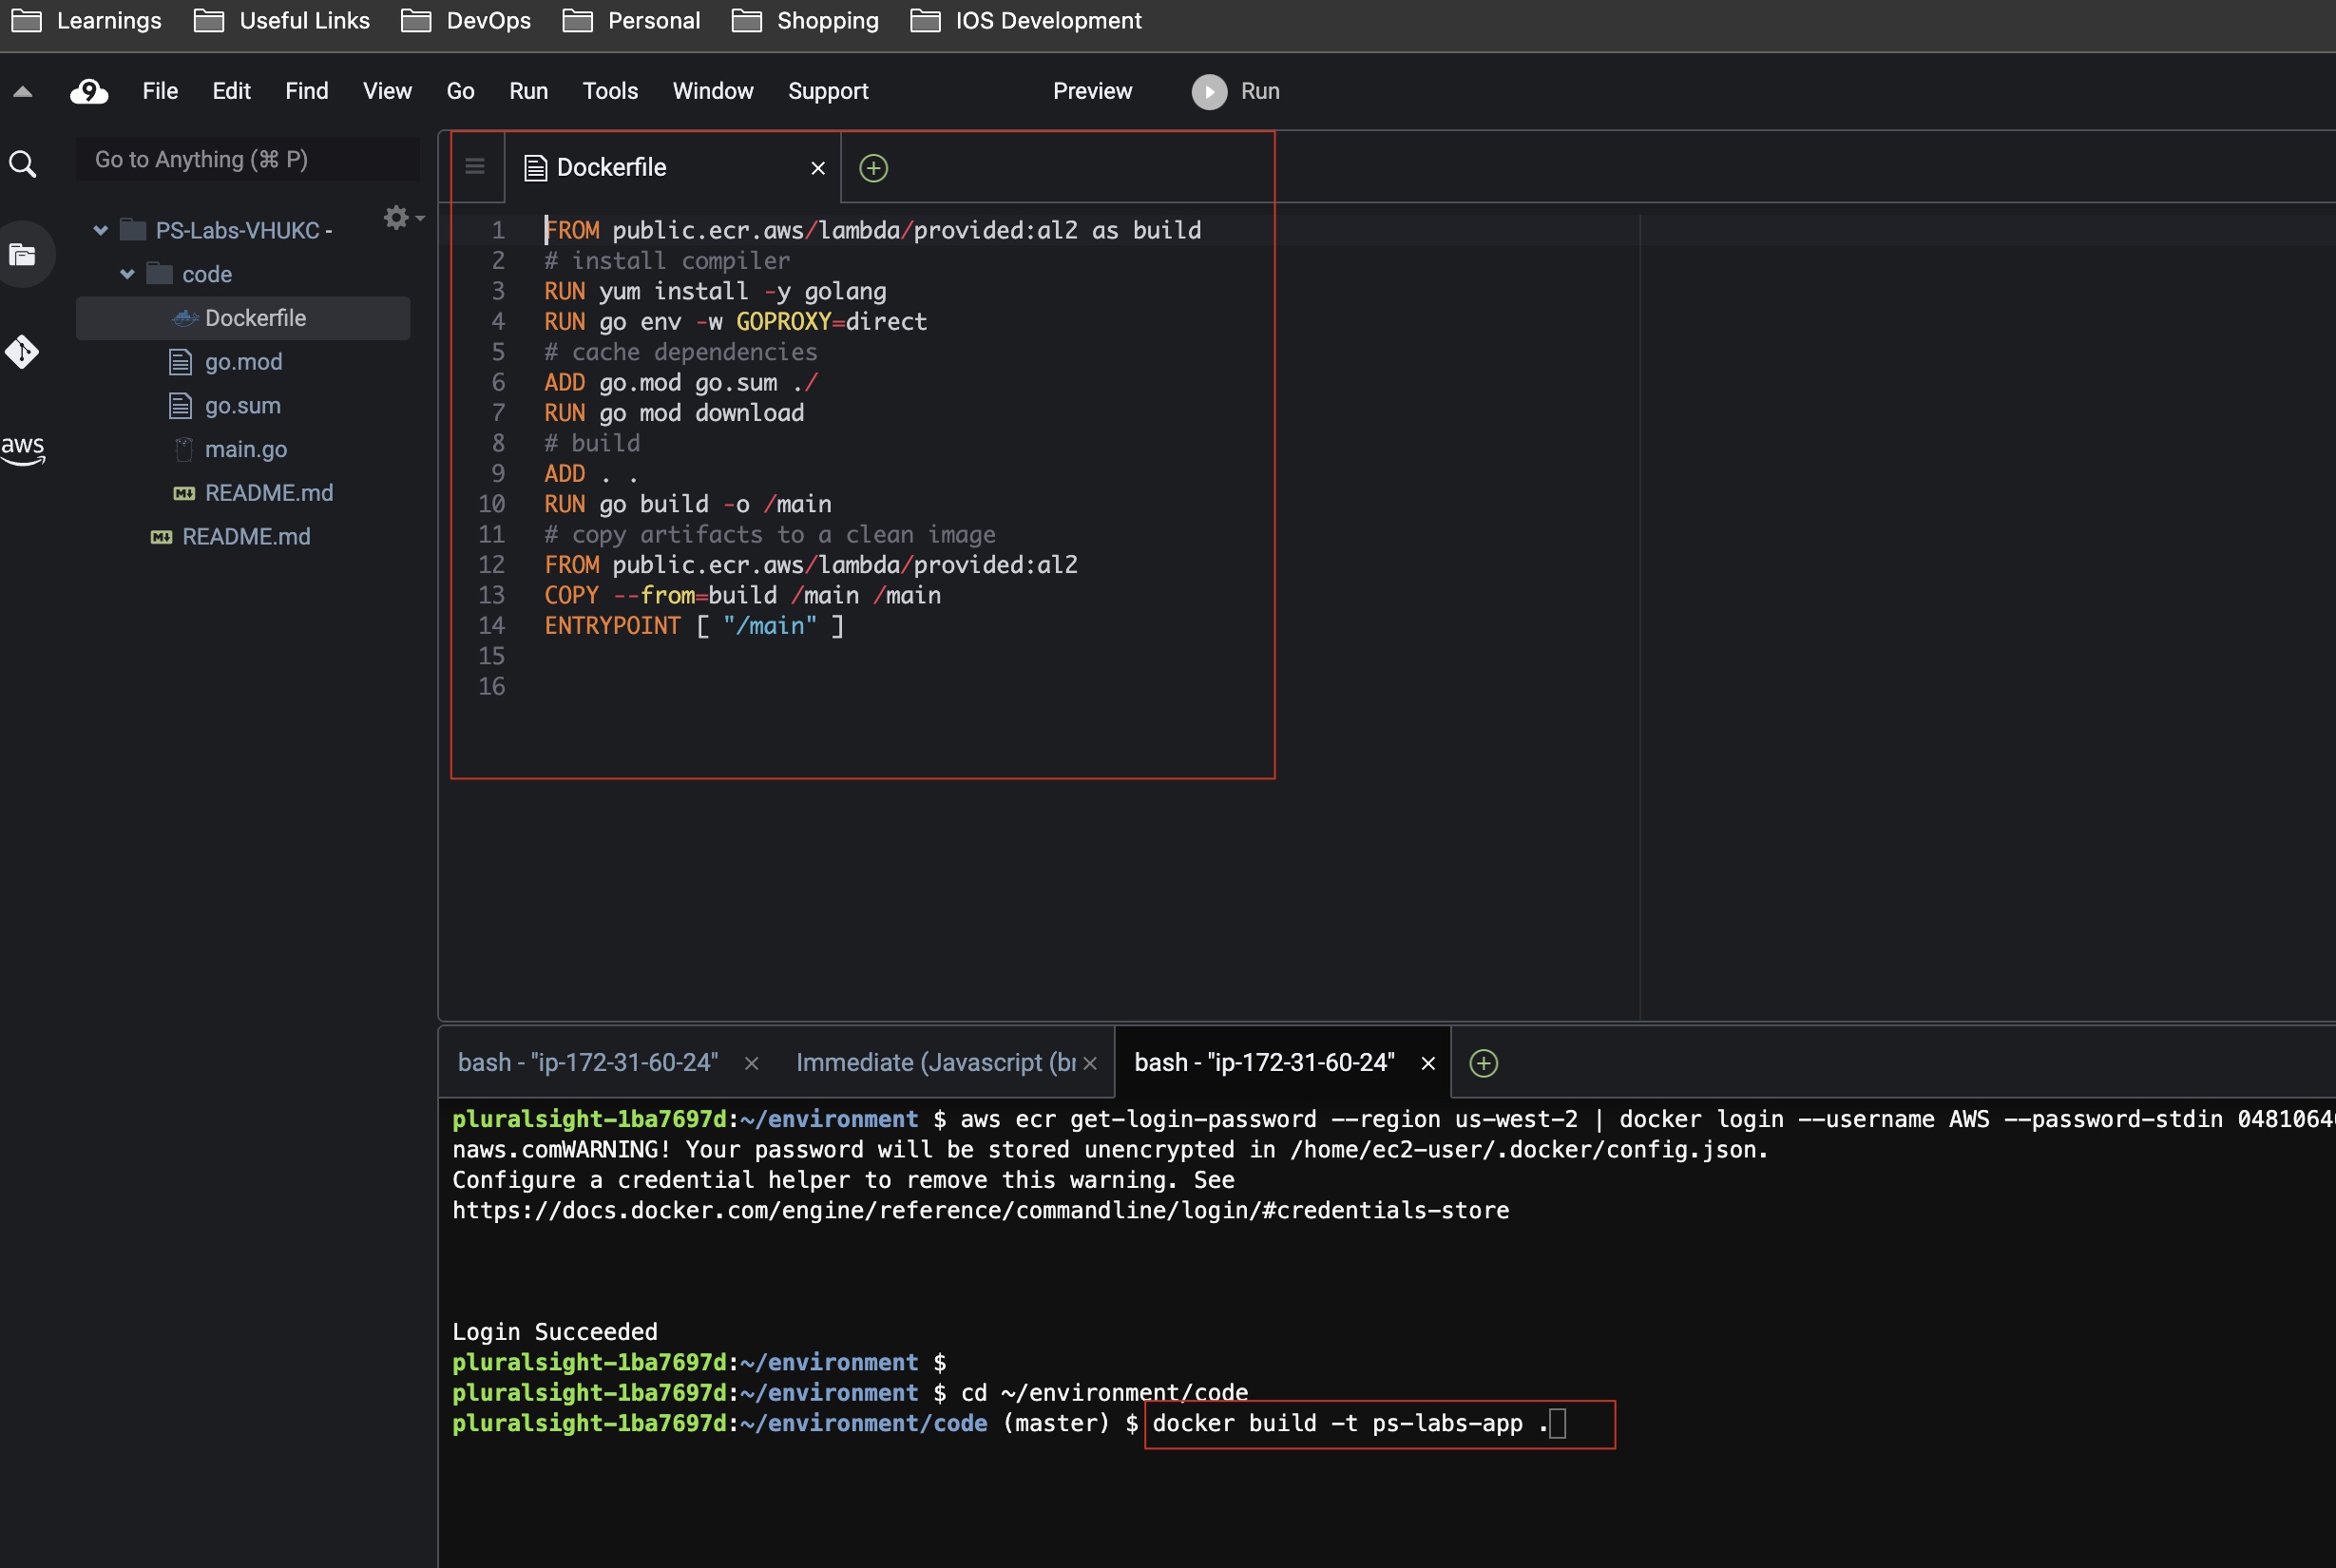 Learnings Useful Links DevOps Personal Shopping IOS Development
9 File Edit Find View Go Run Tools Window Support Preview Run
Go to Anything (⌘ P)
PS-Labs-VHUKC -
code
Dockerfile
go.mod
go.sum
main.go
README.md
README.md
aws
Dockerfile
1 FROM public.ecr.aws/lambda/provided:al2 as build
2 # install compiler
3 RUN yum install -y golang
4 RUN go env -w GOPROXY=direct
5 # cache dependencies
6 ADD go.mod go.sum ./
7 RUN go mod download
8 # build
9 ADD . .
10 RUN go build -o /main
11 # copy artifacts to a clean image
12 FROM public.ecr.aws/lambda/provided:al2
13 COPY --from=build /main /main
14 ENTRYPOINT [ "/main" ]
15
16
bash - "ip-172-31-60-24" Immediate (Javascript (br bash - "ip-172-31-60-24"
pluralsight-1ba7697d:~/environment $ aws ecr get-login-password --region us-west-2 | docker login --username AWS --password-stdin 0481064
naws.comWARNING! Your password will be stored unencrypted in /home/ec2-user/.docker/config.json.
Configure a credential helper to remove this warning. See
https://docs.docker.com/engine/reference/commandline/login/#credentials-store
Login Succeeded
pluralsight-1ba7697d:~/environment $
pluralsight-1ba7697d:~/environment $ cd ~/environment/code
pluralsight-1ba7697d:~/environment/code (master) $ docker build -t ps-labs-app .